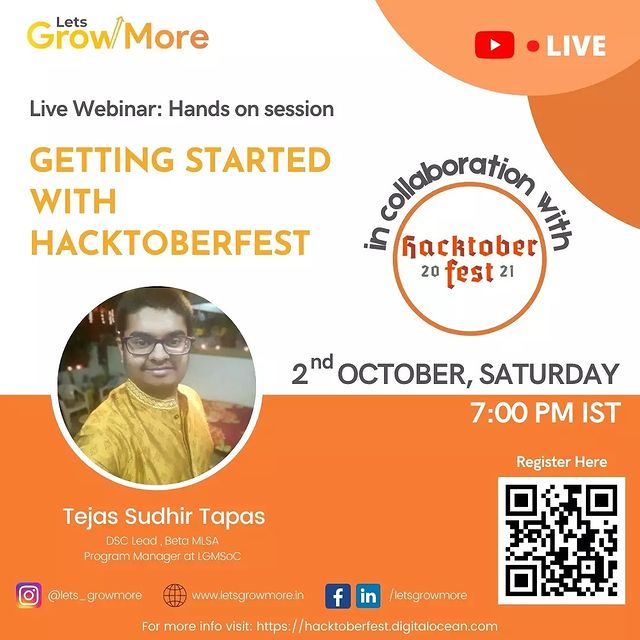 Lets
GrowMore
LIVE
Live Webinar: Hands on session
GETTING STARTED
WITH
HACKTOBERFEST
in collaboration with
hacktober
20 fest 21
2nd OCTOBER, SATURDAY
7:00 PM IST
Register Here
Tejas Sudhir Tapas
DSC Lead , Beta MLSA
Program Manager at LGMSoC
@lets_growmore
www.letsgrowmore.in
/letsgrowmore
For more info visit: https://hacktoberfest.digitalocean.com